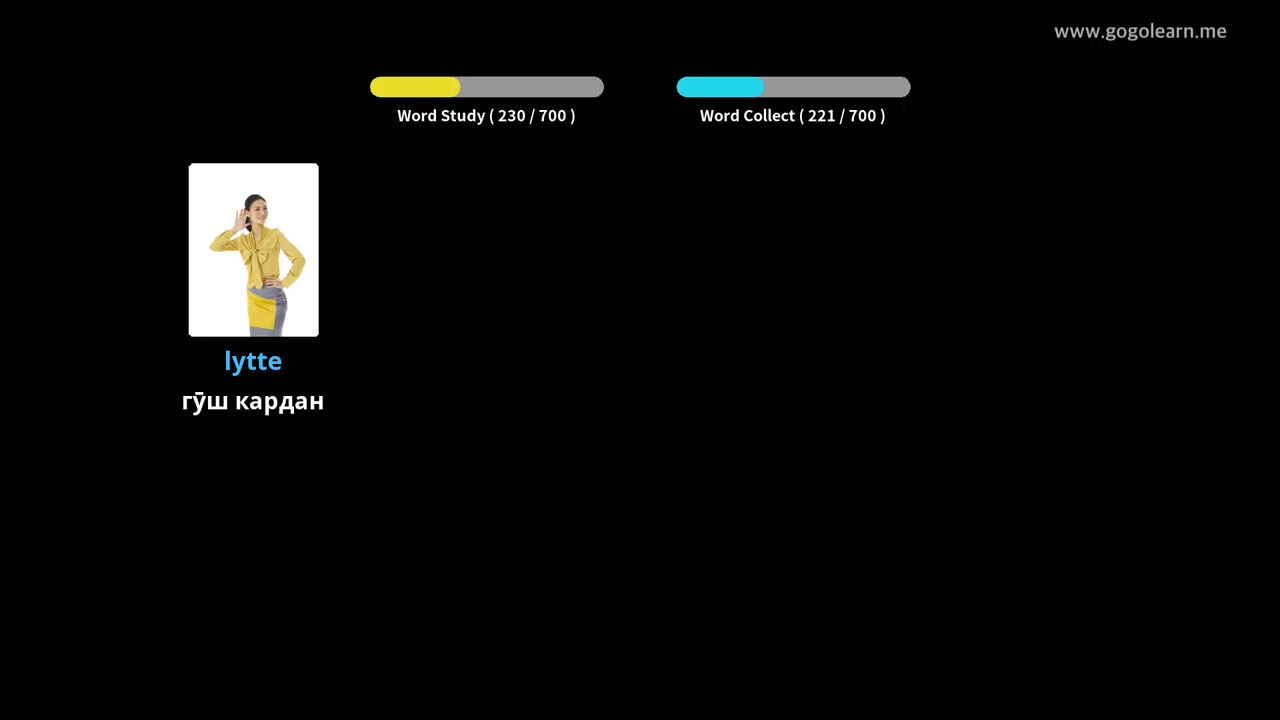 www.gogolearn.me
Word Study ( 230 / 700 )
Word Collect ( 221 / 700 )
lytte
гӯш кардан